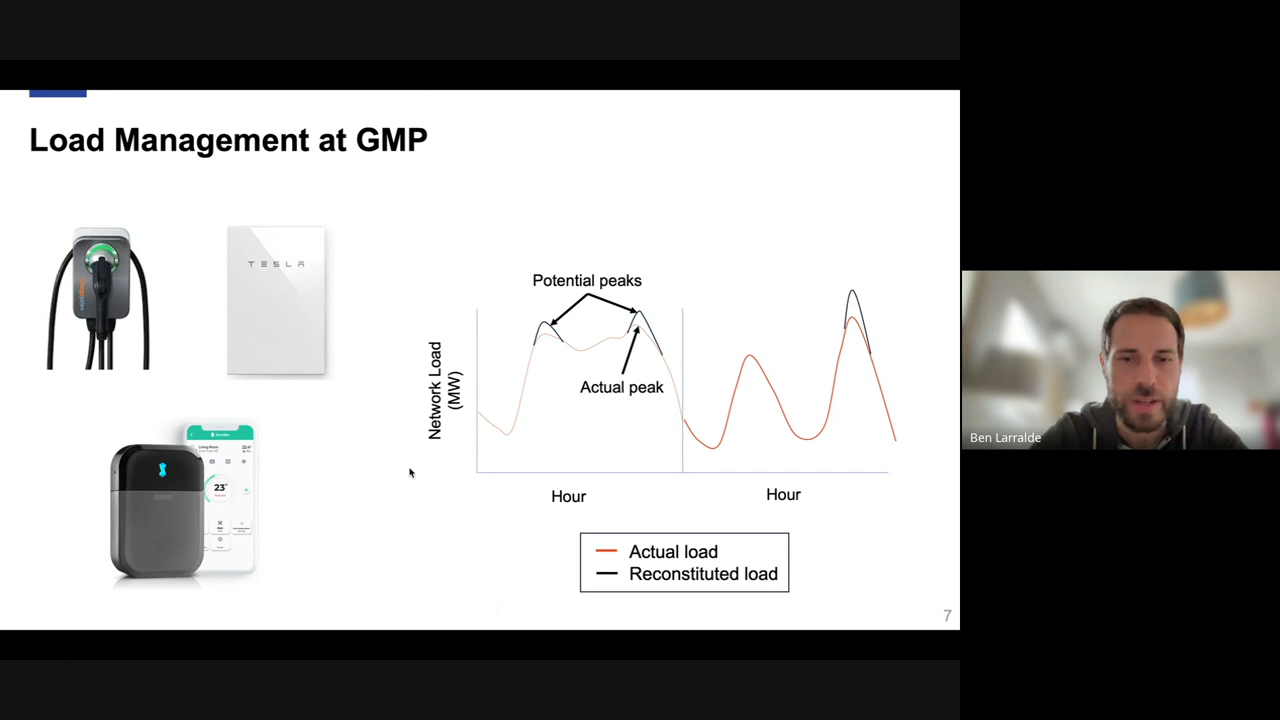 Load Management at GMP
TESLA
23°
Potential peaks
Actual peak
Network Load
(MW)
Hour
Hour
Actual load
Reconstituted load
7
Ben Larralde